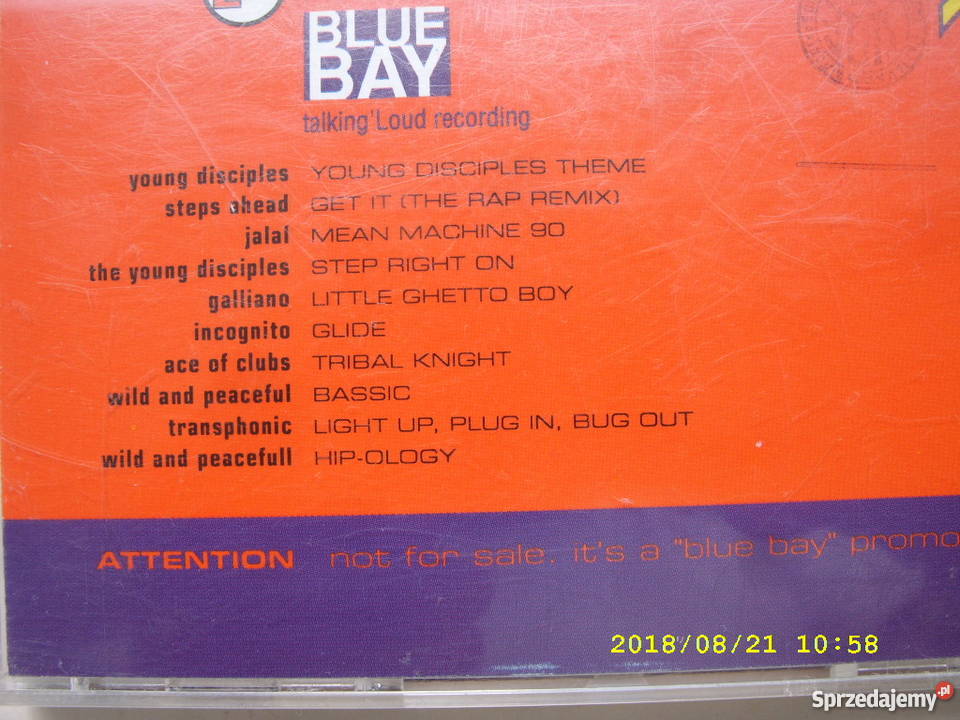 BLUE
BAY
talking'Loud recording
young disciples YOUNG DISCIPLES THEME
steps ahead GET IT (THE RAP REMIX)
jalal MEAN MACHINE 90
the young disciples STEP RIGHT ON
galliano LITTLE GHETTO BOY
incognito GLIDE
ace of clubs TRIBAL KNIGHT
wild and peaceful BASSIC
transphonic LIGHT UP, PLUG IN, BUG OUT
wild and peacefull HIP-OLOGY
ATTENTION not for sale. it's a "blue bay" promo
2018/08/21 10:58
Sprzedajemy.pl